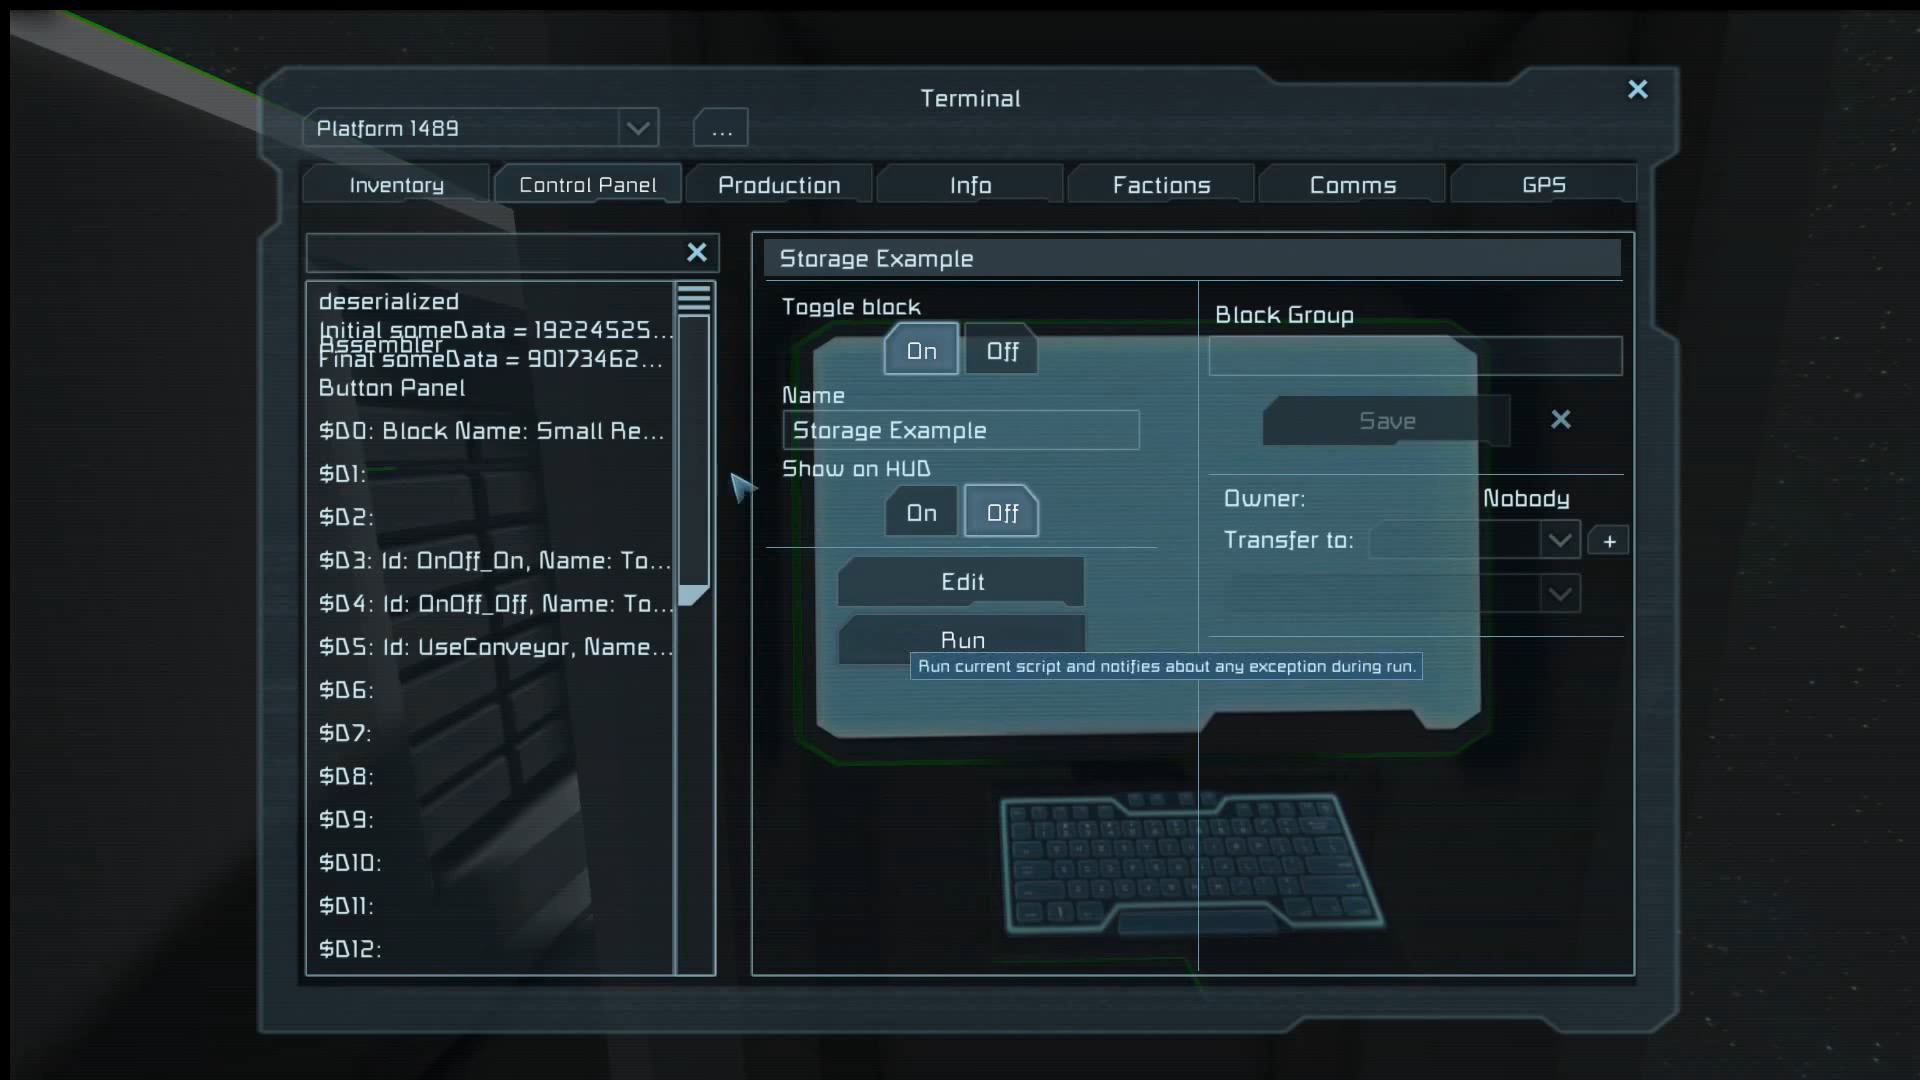 Terminal
Platform 1489
...
Inventory
Control Panel
Production
Info
Factions
Comms
GPS
deserialized
Initial someData = 19224525...
Assembler
Final someData = 90173462...
Button Panel
$D0: Block Name: Small Re...
$D1:
$D2:
$D3: Id: OnOff_On, Name: To...
$D4: Id: OnOff_Off, Name: To...
$D5: Id: UseConveyor, Name...
$D6:
$D7:
$D8:
$D9:
$D10:
$D11:
$D12:
Storage Example
Toggle block
On
Off
Name
Storage Example
Show on HUD
On
Off
Edit
Run
Run current script and notifies about any exception during run.
Block Group
Save
Owner:
Nobody
Transfer to:
+